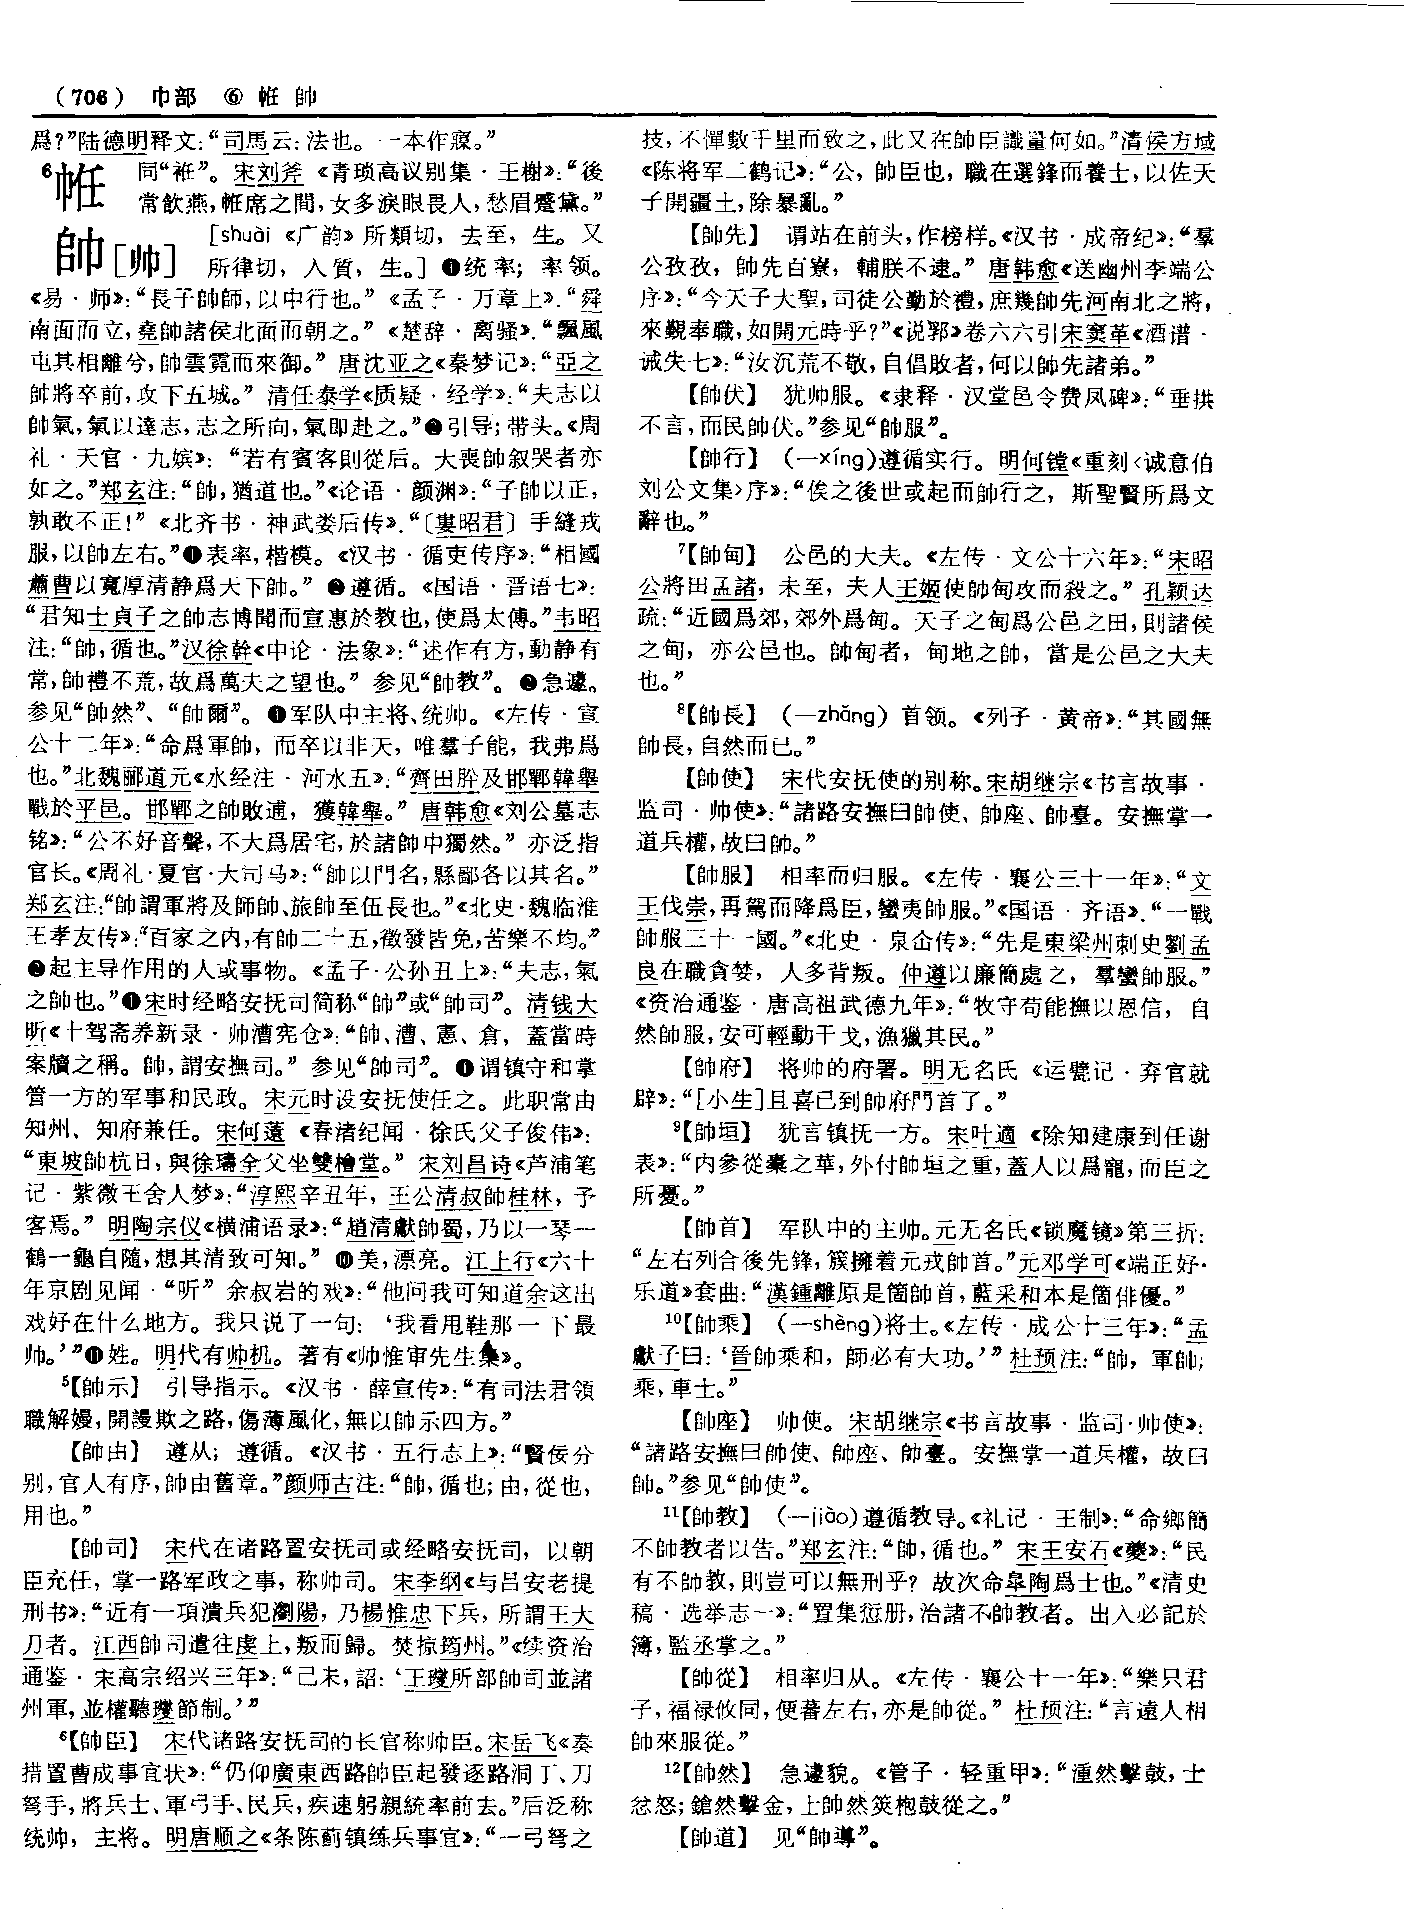 （706） 巾部 ⑥ 帹 帥
爲？”陆德明释文：“司馬云：法也。一本作寱。”
同“袵”。宋刘斧《青琐高议别集·王榭》：“後
常飲燕，帹席之間，女多淚眼畏人，愁眉蹙黛。”
帥［帅］ ［shuài《广韵》所類切，去至，生。又
所律切，入質，生。］❶统率；率领。
《易·师》：“長子帥師，以中行也。”《孟子·万章上》：“舜
南面而立，堯帥諸侯北面而朝之。”《楚辞·离骚》：“飄風
屯其相離兮，帥雲霓而來御。”唐沈亚之《秦梦记》：“亞之
帥將卒前，攻下五城。”清任泰学《质疑·经学》：“夫志以
帥氣，氣以達志，志之所向，氣即赴之。”❷引导；带头。《周
礼·天官·九嫔》：“若有賓客則從后。大喪帥叙哭者亦
如之。”郑玄注：“帥，猶道也。”《论语·颜渊》：“子帥以正，
孰敢不正！”《北齐书·神武娄后传》：“〔婁昭君〕手縫戎
服，以帥左右。”❸表率，楷模。《汉书·循吏传序》：“相國
蕭曹以寬厚清静爲天下帥。”❹遵循。《国语·晋语七》：
“君知士貞子之帥志博聞而宣惠於教也，使爲太傅。”韦昭
注：“帥，循也。”汉徐幹《中论·法象》：“述作有方，動静有
常，帥禮不荒，故爲萬夫之望也。”参见“帥教”。❺急遽。
参见“帥然”、“帥爾”。❻军队中主将、统帅。《左传·宣
公十二年》：“命爲軍帥，而卒以非夫，唯羣子能，我弗爲
也。”北魏郦道元《水经注·河水五》：“齊田肸及邯鄲韓舉
戰於平邑。邯鄲之帥敗逋，獲韓舉。”唐韩愈《刘公墓志
铭》：“公不好音聲，不大爲居宅，於諸帥中獨然。”亦泛指
官长。《周礼·夏官·大司马》：“帥以門名，縣鄙各以其名。”
郑玄注：“帥謂軍將及師帥、旅帥至伍長也。”《北史·魏临淮
王孝友传》：“百家之内，有帥二十五，徵發皆免，苦樂不均。”
❼起主导作用的人或事物。《孟子·公孙丑上》：“夫志，氣
之帥也。”❽宋时经略安抚司简称“帥”或“帥司”。清钱大
昕《十驾斋养新录·帅漕宪仓》：“帥、漕、憲、倉，蓋當時
案牘之稱。帥，謂安撫司。”参见“帥司”。❾谓镇守和掌
管一方的军事和民政。宋元时设安抚使任之。此职常由
知州、知府兼任。宋何薳《春渚纪闻·徐氏父子俊伟》：
“東坡帥杭日，與徐璹全父坐雙檜堂。”宋刘昌诗《芦浦笔
记·紫微王舍人梦》：“淳熙辛丑年，王公清叔帥桂林，予
客焉。”明陶宗仪《横浦语录》：“趙清獻帥蜀，乃以一琴一
鶴一龜自隨，想其清致可知。”❿美，漂亮。江上行《六十
年京剧见闻·“听”余叔岩的戏》：“他问我可知道余这出
戏好在什么地方。我只说了一句：‘我看甩鞋那一下最
帅。’”⓫姓。明代有帅机。著有《帅惟审先生集》。
5【帥示】 引导指示。《汉书·薛宣传》：“有司法君領
職解嫚，開謾欺之路，傷薄風化，無以帥示四方。”
【帥由】 遵从；遵循。《汉书·五行志上》：“賢佞分
别，官人有序，帥由舊章。”颜师古注：“帥，循也；由，從也，
用也。”
【帥司】 宋代在诸路置安抚司或经略安抚司，以朝
臣充任，掌一路军政之事，称帅司。宋李纲《与吕安老提
刑书》：“近有一項潰兵犯瀏陽，乃楊惟忠下兵，所謂王大
刀者。江西帥司遣往虔上，叛而歸。焚掠筠州。”《续资治
通鉴·宋高宗绍兴三年》：“己未，詔：‘王𤫉所部帥司並諸
州軍，並權聽𤫉節制。’”
6【帥臣】 宋代诸路安抚司的长官称帅臣。宋岳飞《奏
措置曹成事宜状》：“仍仰廣東西路帥臣起發逐路洞丁、刀
弩手，將兵士、軍弓手、民兵，疾速躬親統率前去。”后泛称
统帅，主将。明唐顺之《条陈蓟镇练兵事宜》：“一弓弩之
技，不憚數千里而致之，此又在帥臣識量何如。”清侯方域
《陈将军二鹤记》：“公，帥臣也，職在選鋒而養士，以佐天
子開疆土，除暴亂。”
【帥先】 谓站在前头，作榜样。《汉书·成帝纪》：“羣
公孜孜，帥先百寮，輔朕不逮。”唐韩愈《送幽州李端公
序》：“今天子大聖，司徒公勤於禮，庶幾帥先河南北之將，
來覲奉職，如開元時乎？”《说郛》卷六六引宋窦苹《酒谱·
诫失七》：“汝沉荒不敬，自倡敗者，何以帥先諸弟。”
【帥伏】 犹帅服。《隶释·汉堂邑令费凤碑》：“垂拱
不言，而民帥伏。”参见“帥服”。
【帥行】 （—xíng）遵循实行。明何镗《重刻〈诚意伯
刘公文集〉序》：“俟之後世或起而帥行之，斯聖賢所爲文
辭也。”
7【帥甸】 公邑的大夫。《左传·文公十六年》：“宋昭
公將田孟諸，未至，夫人王姬使帥甸攻而殺之。”孔颖达
疏：“近國爲郊，郊外爲甸。天子之甸爲公邑之田，則諸侯
之甸，亦公邑也。帥甸者，甸地之帥，當是公邑之大夫
也。”
8【帥長】 （—zhǎng）首领。《列子·黄帝》：“其國無
帥長，自然而已。”
【帥使】 宋代安抚使的别称。宋胡继宗《书言故事·
监司·帅使》：“諸路安撫曰帥使、帥座、帥臺。安撫掌一
道兵權，故曰帥。”
【帥服】 相率而归服。《左传·襄公三十一年》：“文
王伐崇，再駕而降爲臣，蠻夷帥服。”《国语·齐语》：“一戰
帥服三十一國。”《北史·泉仚传》：“先是東梁州刺史劉孟
良在職貪婪，人多背叛。仲遵以廉簡處之，羣蠻帥服。”
《资治通鉴·唐高祖武德九年》：“牧守苟能撫以恩信，自
然帥服，安可輕動干戈，漁獵其民。”
【帥府】 将帅的府署。明无名氏《运甓记·弃官就
辟》：“［小生］且喜已到帥府門首了。”
9【帥垣】 犹言镇抚一方。宋叶適《除知建康到任谢
表》：“内參從橐之華，外付帥垣之重，蓋人以爲寵，而臣之
所憂。”
【帥首】 军队中的主帅。元无名氏《锁魔镜》第三折：
“左右列合後先鋒，簇擁着元戎帥首。”元邓学可《端正好·
乐道》套曲：“漢鍾離原是箇帥首，藍采和本是箇俳優。”
10【帥乘】 （—shèng）将士。《左传·成公十三年》：“孟
獻子曰：‘晉帥乘和，師必有大功。’”杜预注：“帥，軍帥；
乘，車士。”
【帥座】 帅使。宋胡继宗《书言故事·监司·帅使》：
“諸路安撫曰帥使、帥座、帥臺。安撫掌一道兵權，故曰
帥。”参见“帥使”。
11【帥教】 （—jiào）遵循教导。《礼记·王制》：“命鄉簡
不帥教者以告。”郑玄注：“帥，循也。”宋王安石《夔》：“民
有不帥教，則豈可以無刑乎？故次命皋陶爲士也。”《清史
稿·选举志一》：“置集愆册，治諸不帥教者。出入必記於
簿，監丞掌之。”
【帥從】 相率归从。《左传·襄公十一年》：“樂只君
子，福禄攸同，便蕃左右，亦是帥從。”杜预注：“言遠人相
帥來服從。”
12【帥然】 急遽貌。《管子·轻重甲》：“湩然擊鼓，士
忿怒；鎗然擊金，士帥然筴桴鼓從之。”
【帥道】 见“帥導”。